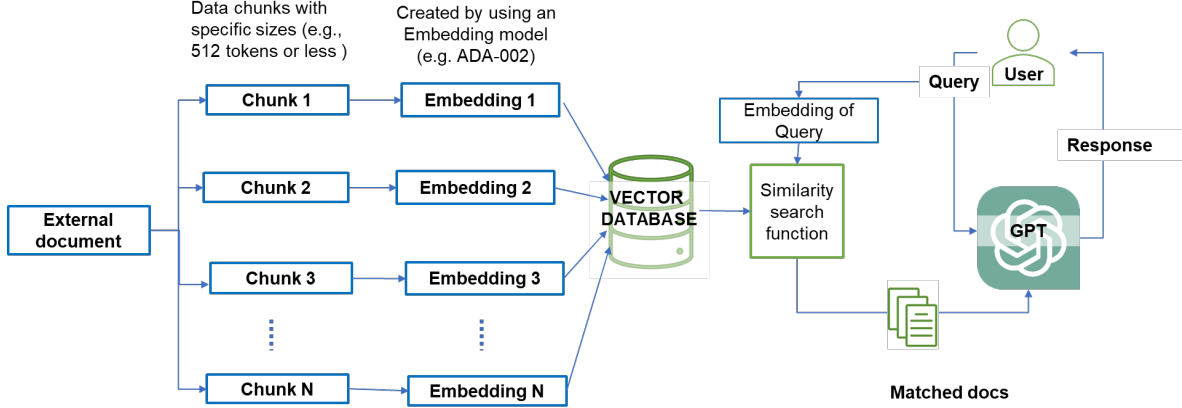 Data chunks with
specific sizes (e.g.,
512 tokens or less )
Created by using an
Embedding model
(e.g. ADA-002)
External
document
Chunk 1
Embedding 1
Chunk 2
Embedding 2
Chunk 3
Embedding 3
Chunk N
Embedding N
VECTOR
DATABASE
Embedding of
Query
Similarity
search
function
Query
User
Response
GPT
Matched docs